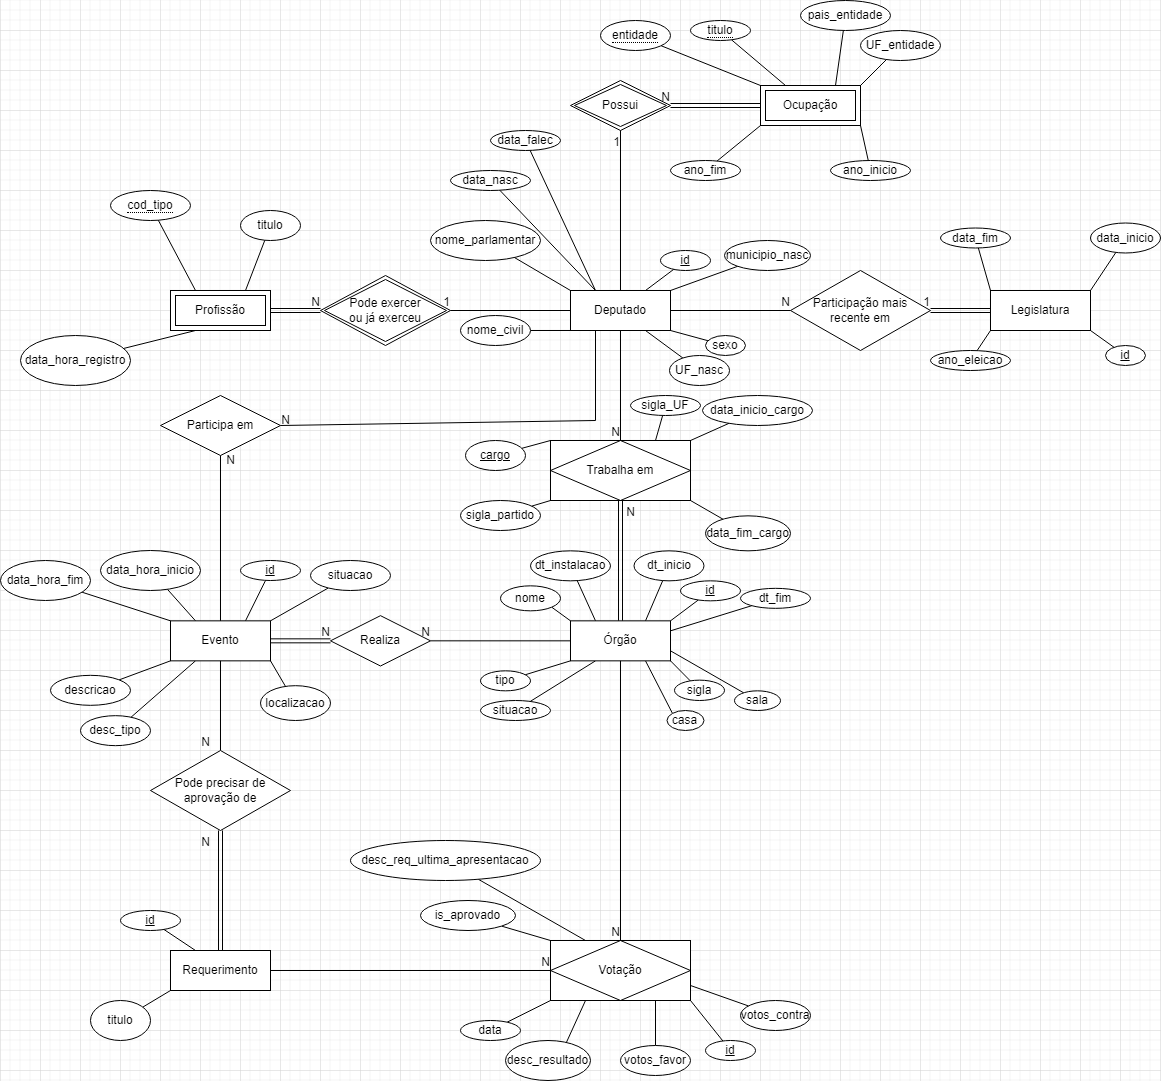 pais_entidade
entidade
titulo
UF_entidade
N
Possui
Ocupação
1
data_falec
ano_fim
ano_inicio
data_nasc
cod_tipo
titulo
nome_parlamentar
data_fim
data_inicio
id
municipio_nasc
N
Pode exercer
ou já exerceu
1
Profissão
Deputado
N
Participação mais
recente em
1
Legislatura
nome_civil
sexo
data_hora_registro
UF_nasc
ano_eleicao
id
sigla_UF
data_inicio_cargo
Participa em
N
N
cargo
N
Trabalha em
sigla_partido
N
data_fim_cargo
data_hora_fim
data_hora_inicio
id
situacao
dt_instalacao
dt_inicio
nome
id
dt_fim
Evento
N
Realiza
N
Órgão
descricao
localizacao
tipo
sigla
sala
desc_tipo
situacao
casa
N
Pode precisar de
aprovação de
N
desc_req_ultima_apresentacao
id
is_aprovado
N
Requerimento
N
Votação
titulo
data
votos_contra
desc_resultado
votos_favor
id